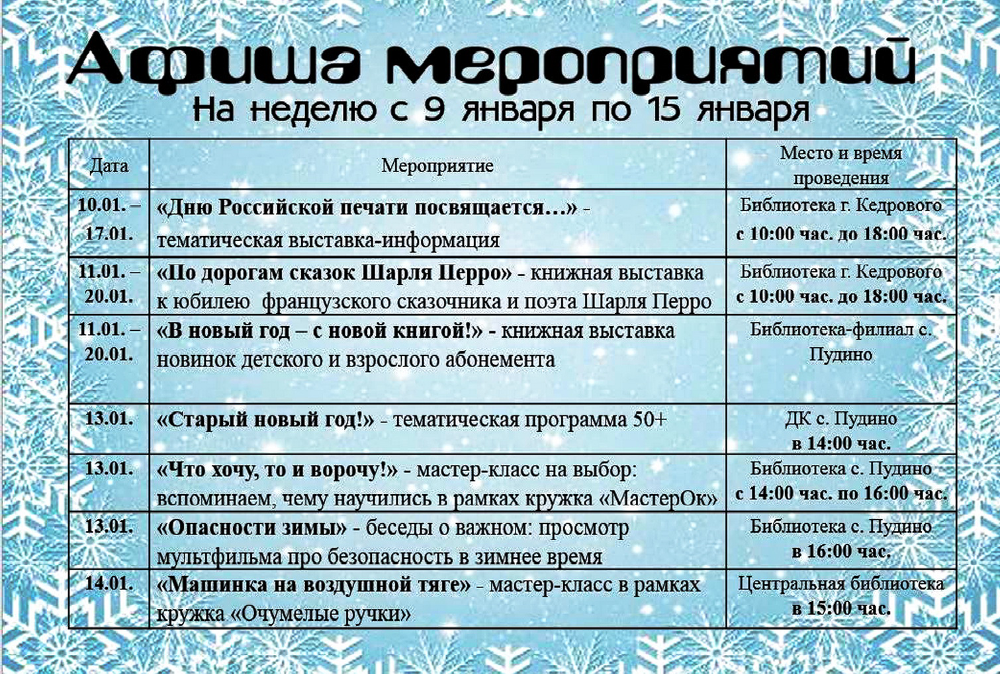 Афиша мероприятий
На неделю с 9 января по 15 января
Дата
Мероприятие
Место и время
проведения
10.01. –
17.01.
«Дню Российской печати посвящается…» -
тематическая выставка-информация
Библиотека г. Кедрового
с 10:00 час. до 18:00 час.
11.01. –
20.01.
«По дорогам сказок Шарля Перро» - книжная выставка
к юбилею французского сказочника и поэта Шарля Перро
Библиотека г. Кедрового
с 10:00 час. до 18:00 час.
11.01. –
20.01.
«В новый год – с новой книгой!» - книжная выставка
новинок детского и взрослого абонемента
Библиотека-филиал с.
Пудино
13.01.
«Старый новый год!» - тематическая программа 50+
ДК с. Пудино
в 14:00 час.
13.01.
«Что хочу, то и ворочу!» - мастер-класс на выбор:
вспоминаем, чему научились в рамках кружка «МастерОк»
Библиотека с. Пудино
с 14:00 час. по 16:00 час.
13.01.
«Опасности зимы» - беседы о важном: просмотр
мультфильма про безопасность в зимнее время
Библиотека с. Пудино
в 16:00 час.
14.01.
«Машинка на воздушной тяге» - мастер-класс в рамках
кружка «Очумелые ручки»
Центральная библиотека
в 15:00 час.